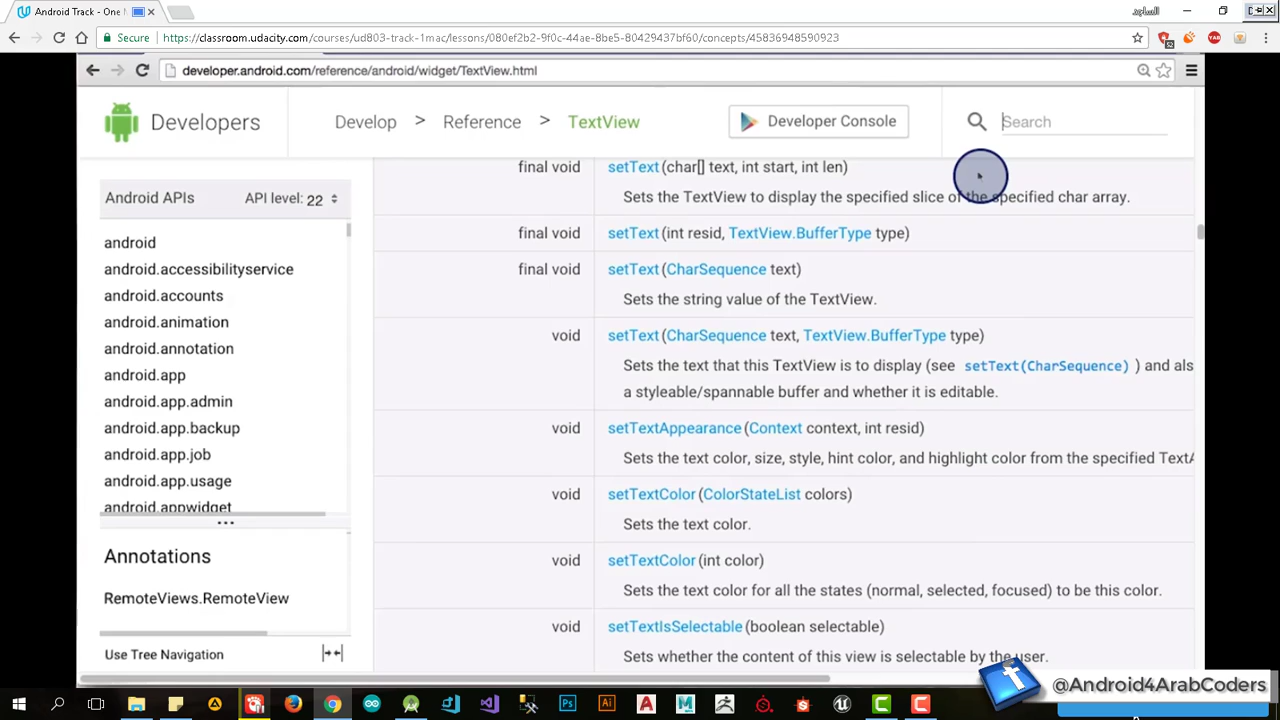 Android Track - One M
الساجد
Secure
https://classroom.udacity.com/courses/ud803-track-1mac/lessons/080ef2b2-9f0c-44ae-8be5-80429437bf60/concepts/45836948590923
developer.android.com/reference/android/widget/TextView.html
Developers
Develop > Reference > TextView
Developer Console
Search
Android APIs API level: 22
android
android.accessibilityservice
android.accounts
android.animation
android.annotation
android.app
android.app.admin
android.app.backup
android.app.job
android.app.usage
android.appwidget
Annotations
RemoteViews.RemoteView
Use Tree Navigation
final void setText(char[] text, int start, int len)
Sets the TextView to display the specified slice of the specified char array.
final void setText(int resid, TextView.BufferType type)
final void setText(CharSequence text)
Sets the string value of the TextView.
void setText(CharSequence text, TextView.BufferType type)
Sets the text that this TextView is to display (see setText(CharSequence) ) and als
a styleable/spannable buffer and whether it is editable.
void setTextAppearance(Context context, int resid)
Sets the text color, size, style, hint color, and highlight color from the specified TextA
void setTextColor(ColorStateList colors)
Sets the text color.
void setTextColor(int color)
Sets the text color for all the states (normal, selected, focused) to be this color.
void setTextIsSelectable(boolean selectable)
Sets whether the content of this view is selectable by the user.
@Android4ArabCoders